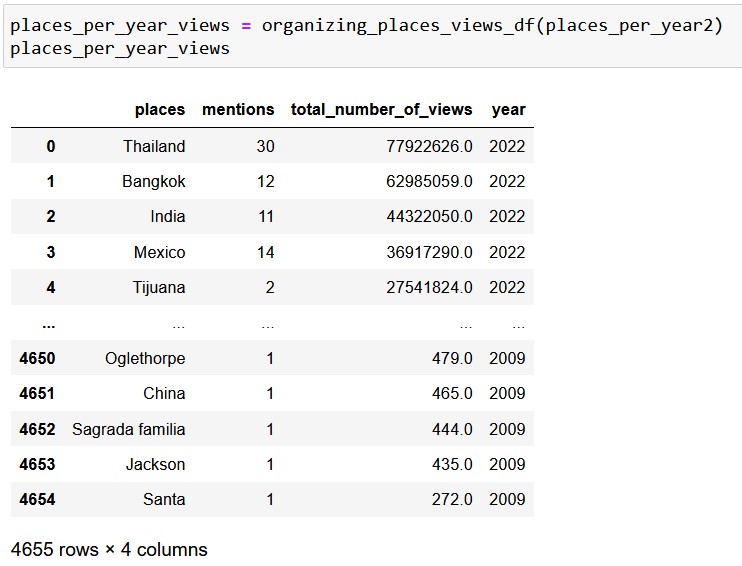 places_per_year_views = organizing_places_views_df(places_per_year2)
places_per_year_views
places mentions total_number_of_views year
0 Thailand 30 77922626.0 2022
1 Bangkok 12 62985059.0 2022
2 India 11 44322050.0 2022
3 Mexico 14 36917290.0 2022
4 Tijuana 2 27541824.0 2022
... ... ... ... ...
4650 Oglethorpe 1 479.0 2009
4651 China 1 465.0 2009
4652 Sagrada familia 1 444.0 2009
4653 Jackson 1 435.0 2009
4654 Santa 1 272.0 2009
4655 rows × 4 columns